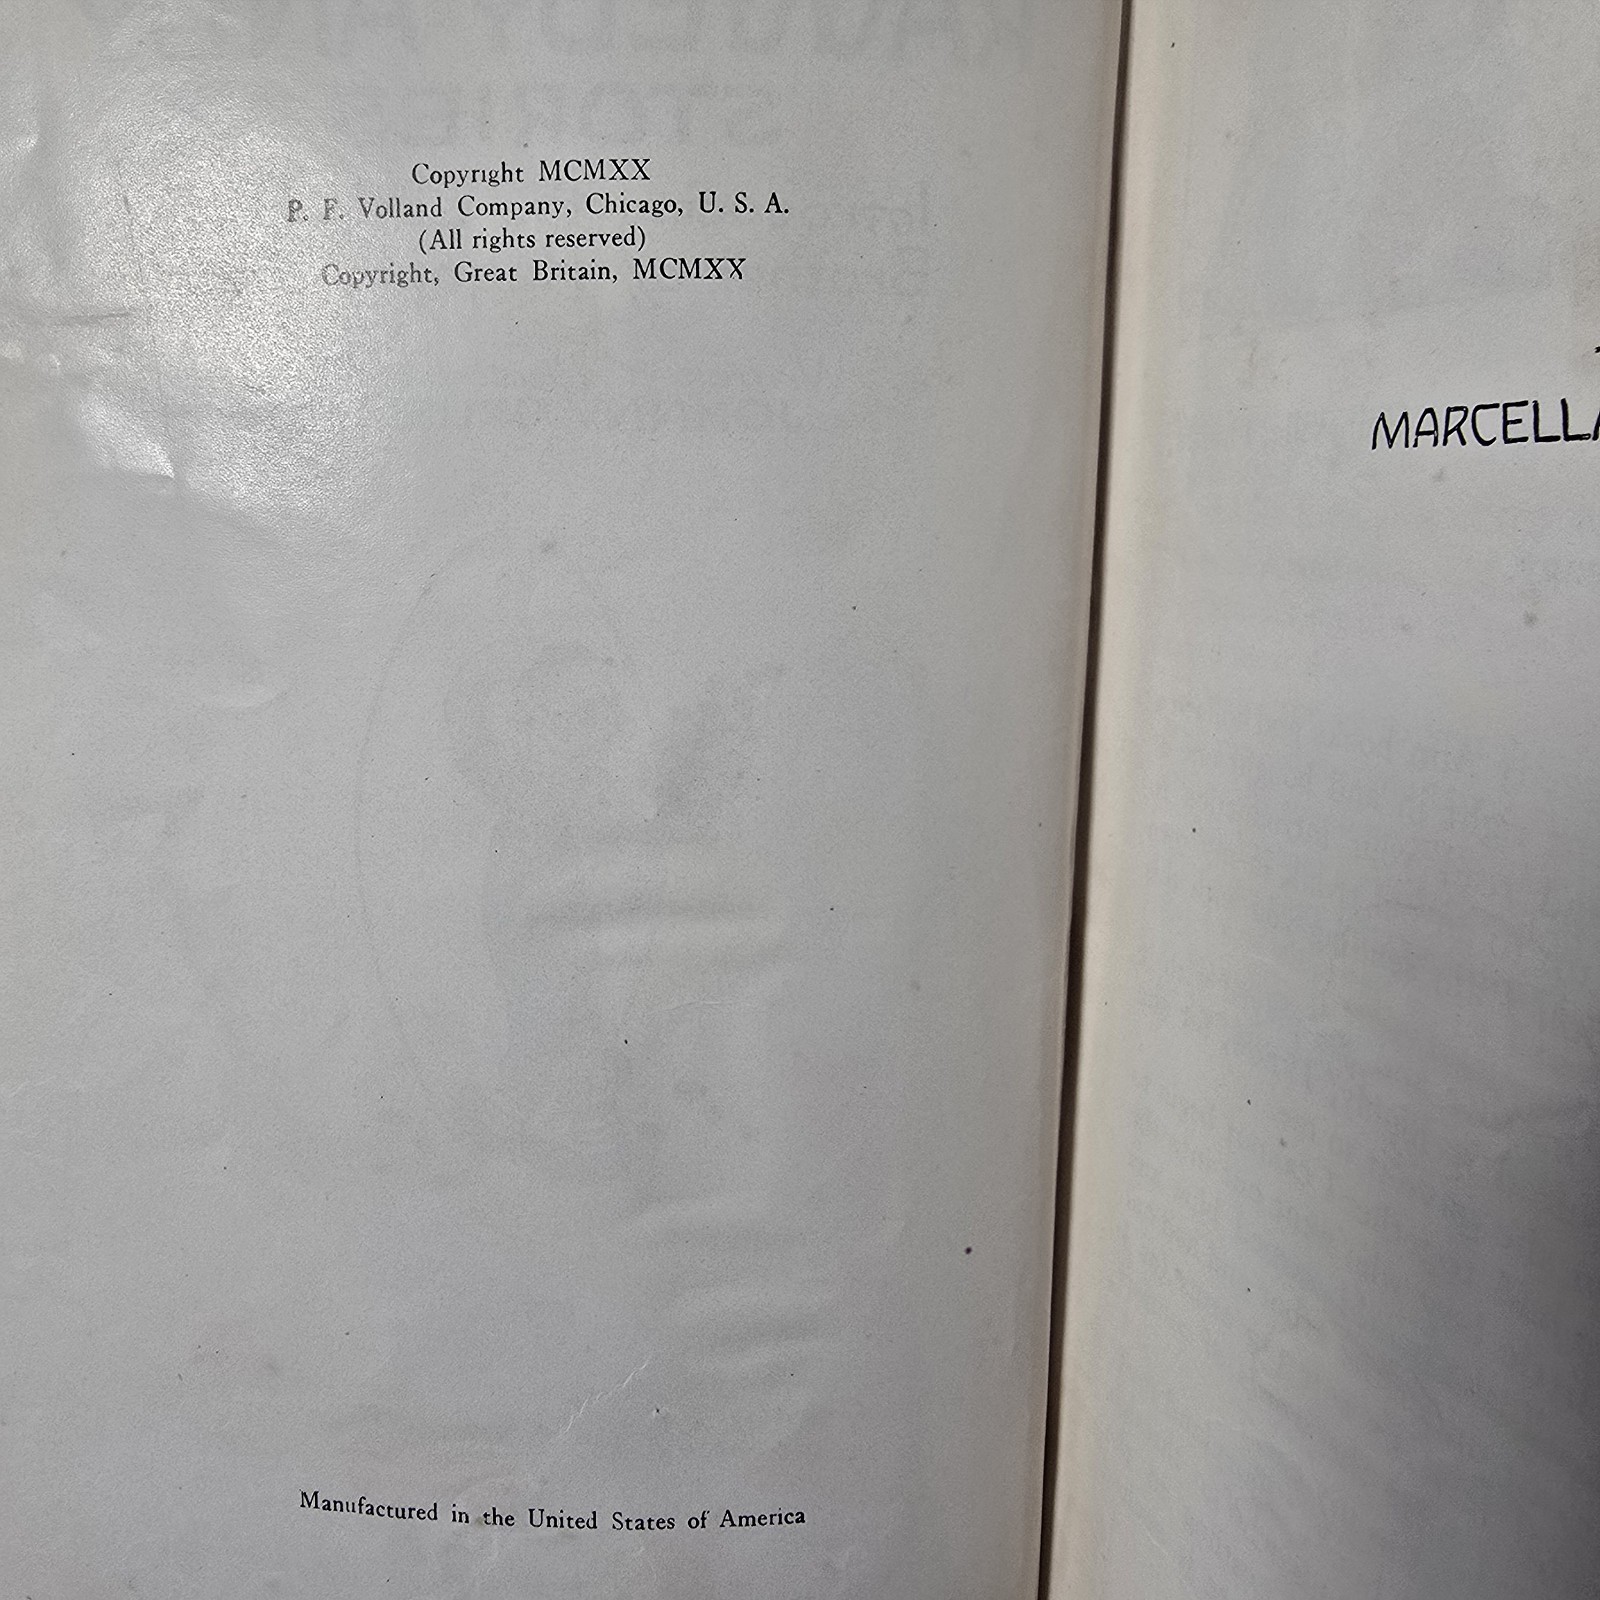 Copyright MCMXX
P. F. Volland Company, Chicago, U. S. A.
(All rights reserved)
Copyright, Great Britain, MCMXX
Manufactured in the United States of America
MARCELLA